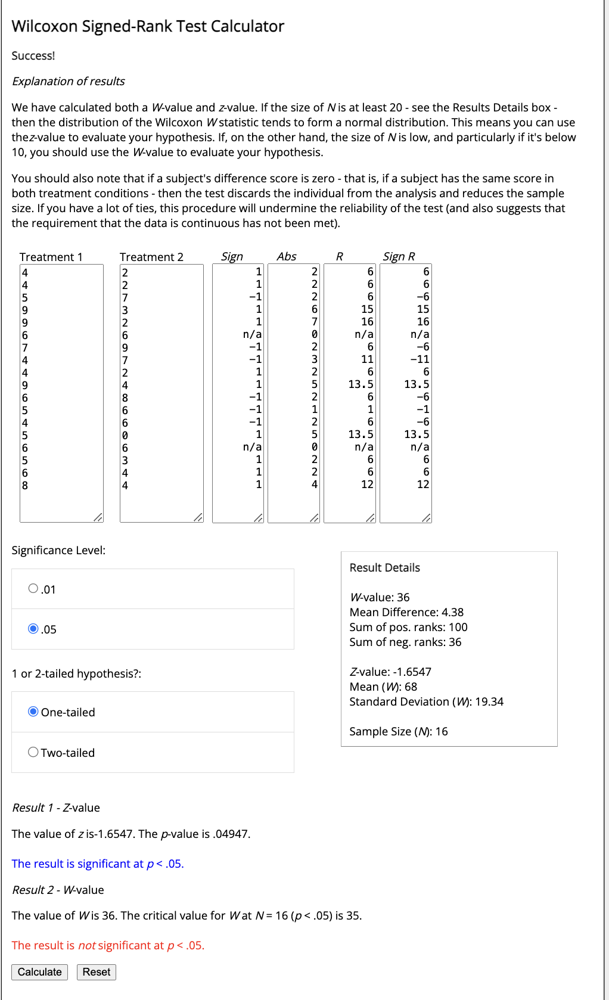 Wilcoxon Signed-Rank Test Calculator
Success!
Explanation of results
We have calculated both a W-value and z-value. If the size of N is at least 20 - see the Results Details box -
then the distribution of the Wilcoxon W statistic tends to form a normal distribution. This means you can use
thez-value to evaluate your hypothesis. If, on the other hand, the size of N is low, and particularly if it's below
10, you should use the W-value to evaluate your hypothesis.
You should also note that if a subject's difference score is zero - that is, if a subject has the same score in
both treatment conditions - then the test discards the individual from the analysis and reduces the sample
size. If you have a lot of ties, this procedure will undermine the reliability of the test (and also suggests that
the requirement that the data is continuous has not been met).
Treatment 1 Treatment 2 Sign Abs R Sign R
4 2 1 2 6 6
4 2 1 2 6 6
5 7 -1 2 6 -6
9 3 1 6 15 15
9 2 1 7 16 16
6 6 n/a 0 n/a n/a
7 9 -1 2 6 -6
4 7 -1 3 11 -11
4 2 1 2 6 6
9 4 1 5 13.5 13.5
6 8 -1 2 6 -6
5 6 -1 1 1 -1
4 6 -1 2 6 -6
5 0 1 5 13.5 13.5
6 6 n/a 0 n/a n/a
5 3 1 2 6 6
6 4 1 2 6 6
8 4 1 4 12 12
Significance Level:
.01
.05
1 or 2-tailed hypothesis?:
One-tailed
Two-tailed
Result Details
W-value: 36
Mean Difference: 4.38
Sum of pos. ranks: 100
Sum of neg. ranks: 36
Z-value: -1.6547
Mean (W): 68
Standard Deviation (W): 19.34
Sample Size (N): 16
Result 1 - Z-value
The value of z is-1.6547. The p-value is .04947.
The result is significant at p < .05.
Result 2 - W-value
The value of W is 36. The critical value for W at N = 16 (p < .05) is 35.
The result is not significant at p < .05.
Calculate Reset